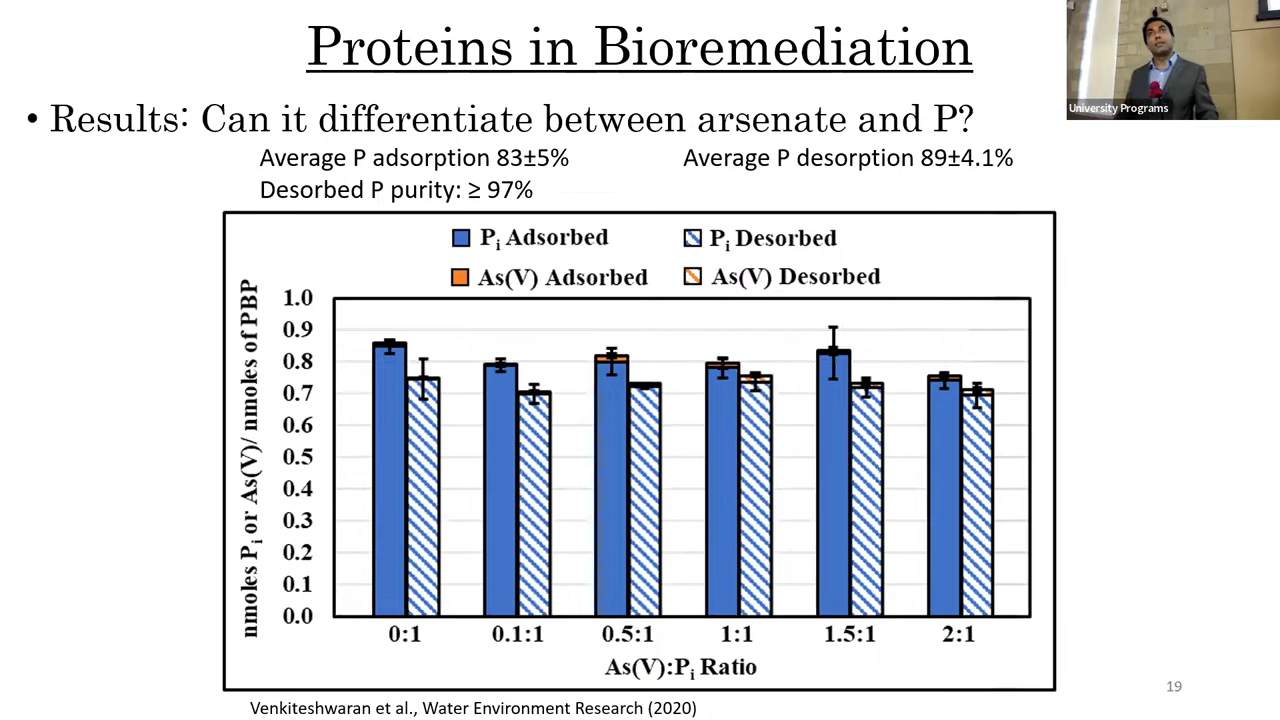 Proteins in Bioremediation
University Programs
• Results: Can it differentiate between arsenate and P?
Average P adsorption 83±5%
Average P desorption 89±4.1%
Desorbed P purity: ≥ 97%
Pi Adsorbed
Pi Desorbed
As(V) Adsorbed
As(V) Desorbed
nmoles Pi or As(V)/ nmoles of PBP
1.0
0.9
0.8
0.7
0.6
0.5
0.4
0.3
0.2
0.1
0.0
0:1
0.1:1
0.5:1
1:1
1.5:1
2:1
As(V):Pi Ratio
19
Venkiteshwaran et al., Water Environment Research (2020)